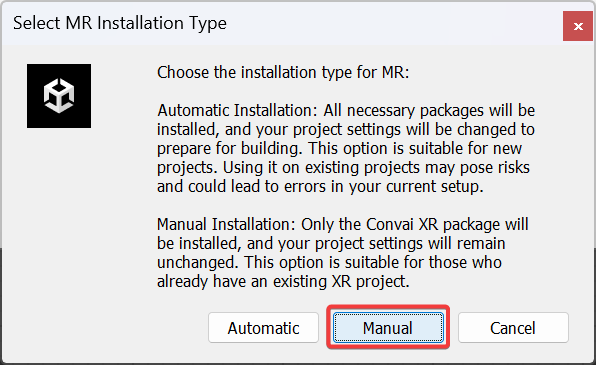 Select MR Installation Type
Choose the installation type for MR:
Automatic Installation: All necessary packages will be
installed, and your project settings will be changed to
prepare for building. This option is suitable for new
projects. Using it on existing projects may pose risks
and could lead to errors in your current setup.
Manual Installation: Only the Convai XR package will
be installed, and your project settings will remain
unchanged. This option is suitable for those who
already have an existing XR project.
Automatic Manual Cancel